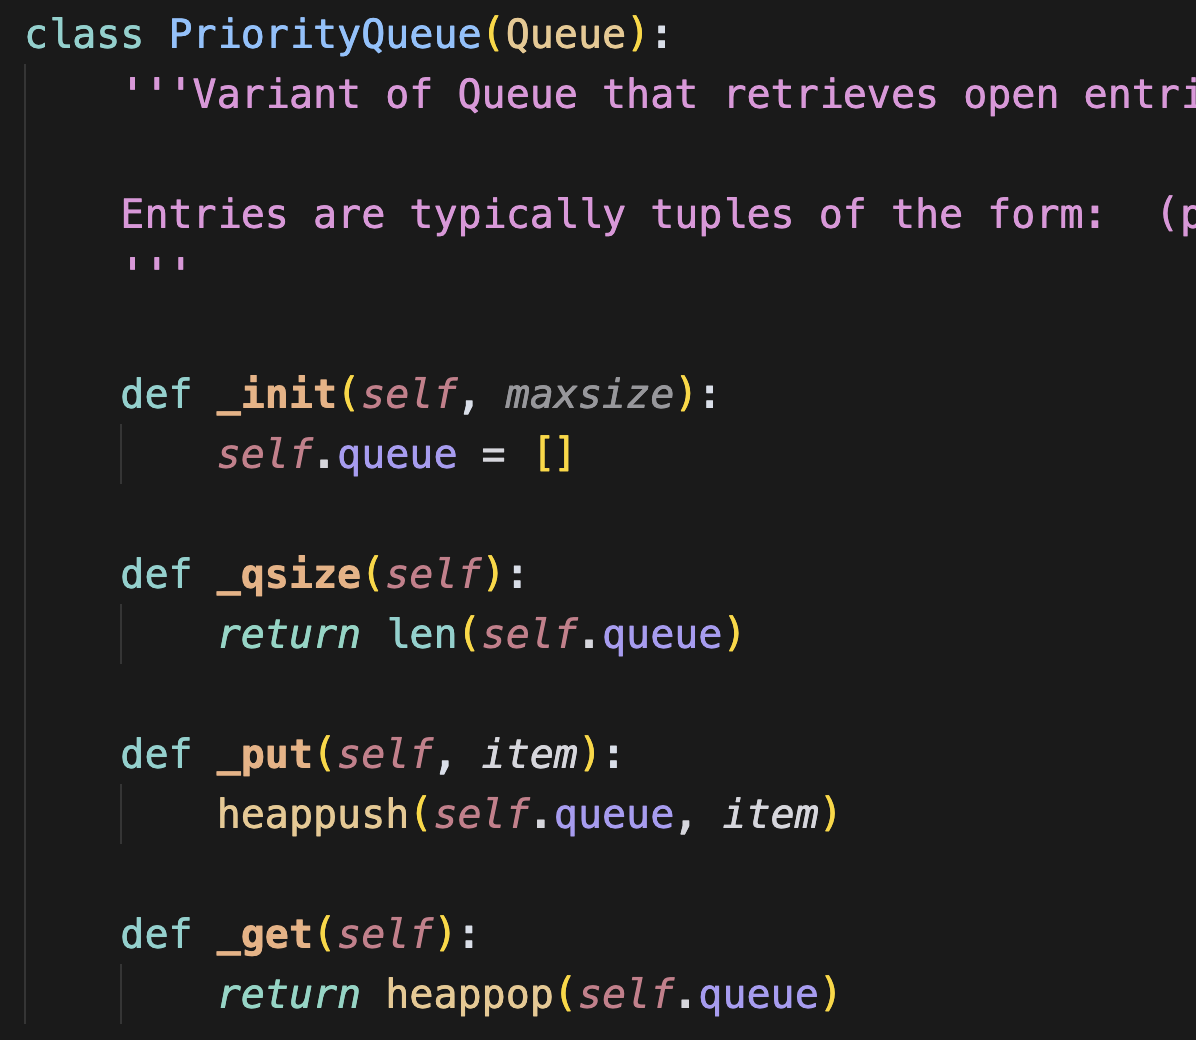 class PriorityQueue(Queue):
    '''Variant of Queue that retrieves open
    Entries are typically tuples of the form:
    '''
    def _init(self, maxsize):
        self.queue = []
    def _qsize(self):
        return len(self.queue)
    def _put(self, item):
        heappush(self.queue, item)
    def _get(self):
        return heappop(self.queue)